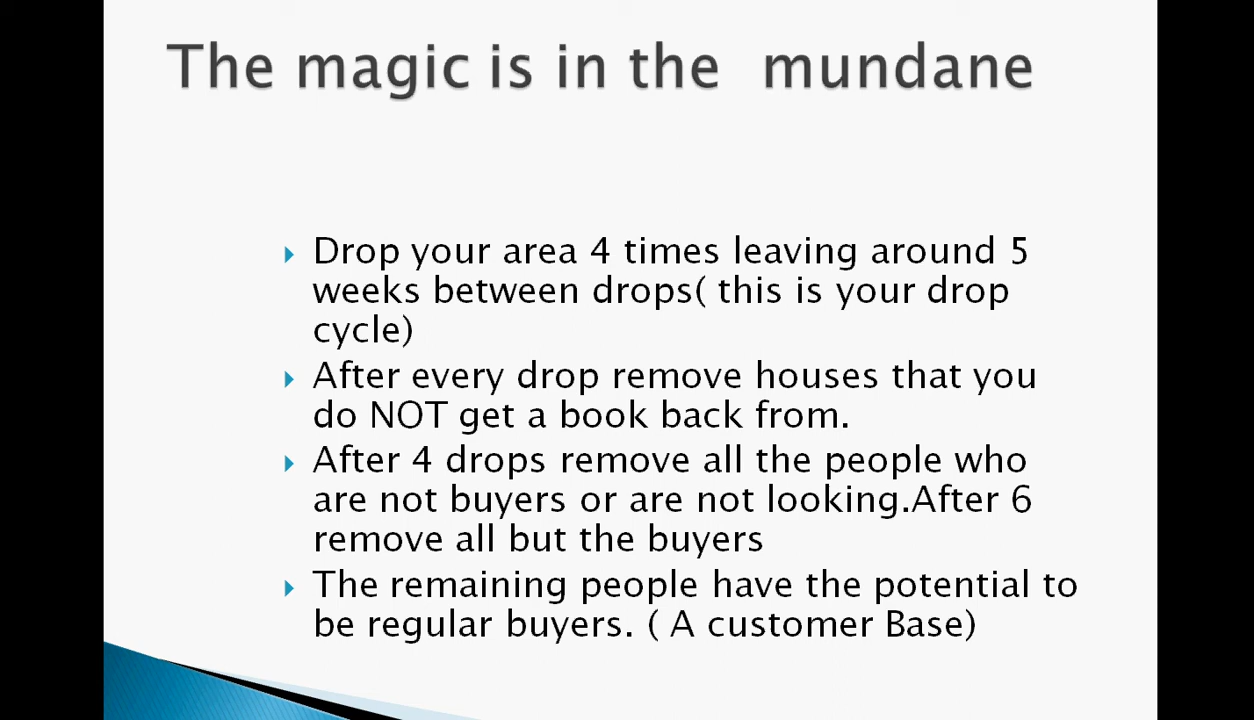 The magic is in the  mundane
Drop your area 4 times leaving around 5
weeks between drops( this is your drop
cycle)
After every drop remove houses that you
do NOT get a book back from.
After 4 drops remove all the people who
are not buyers or are not looking.After 6
remove all but the buyers
The remaining people have the potential to
be regular buyers. ( A customer Base)